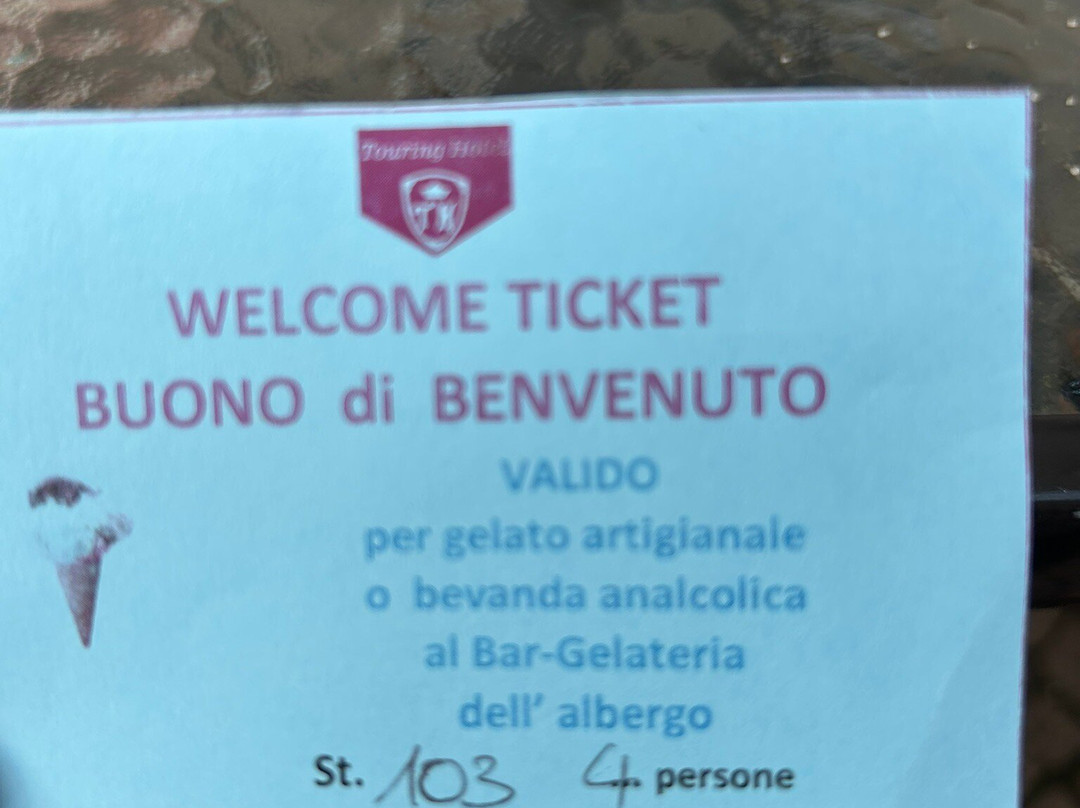 Touring Hotel
TH
WELCOME TICKET
BUONO di BENVENUTO
VALIDO
per gelato artigianale
o bevanda analcolica
al Bar-Gelateria
dell' albergo
St. 103 4 persone